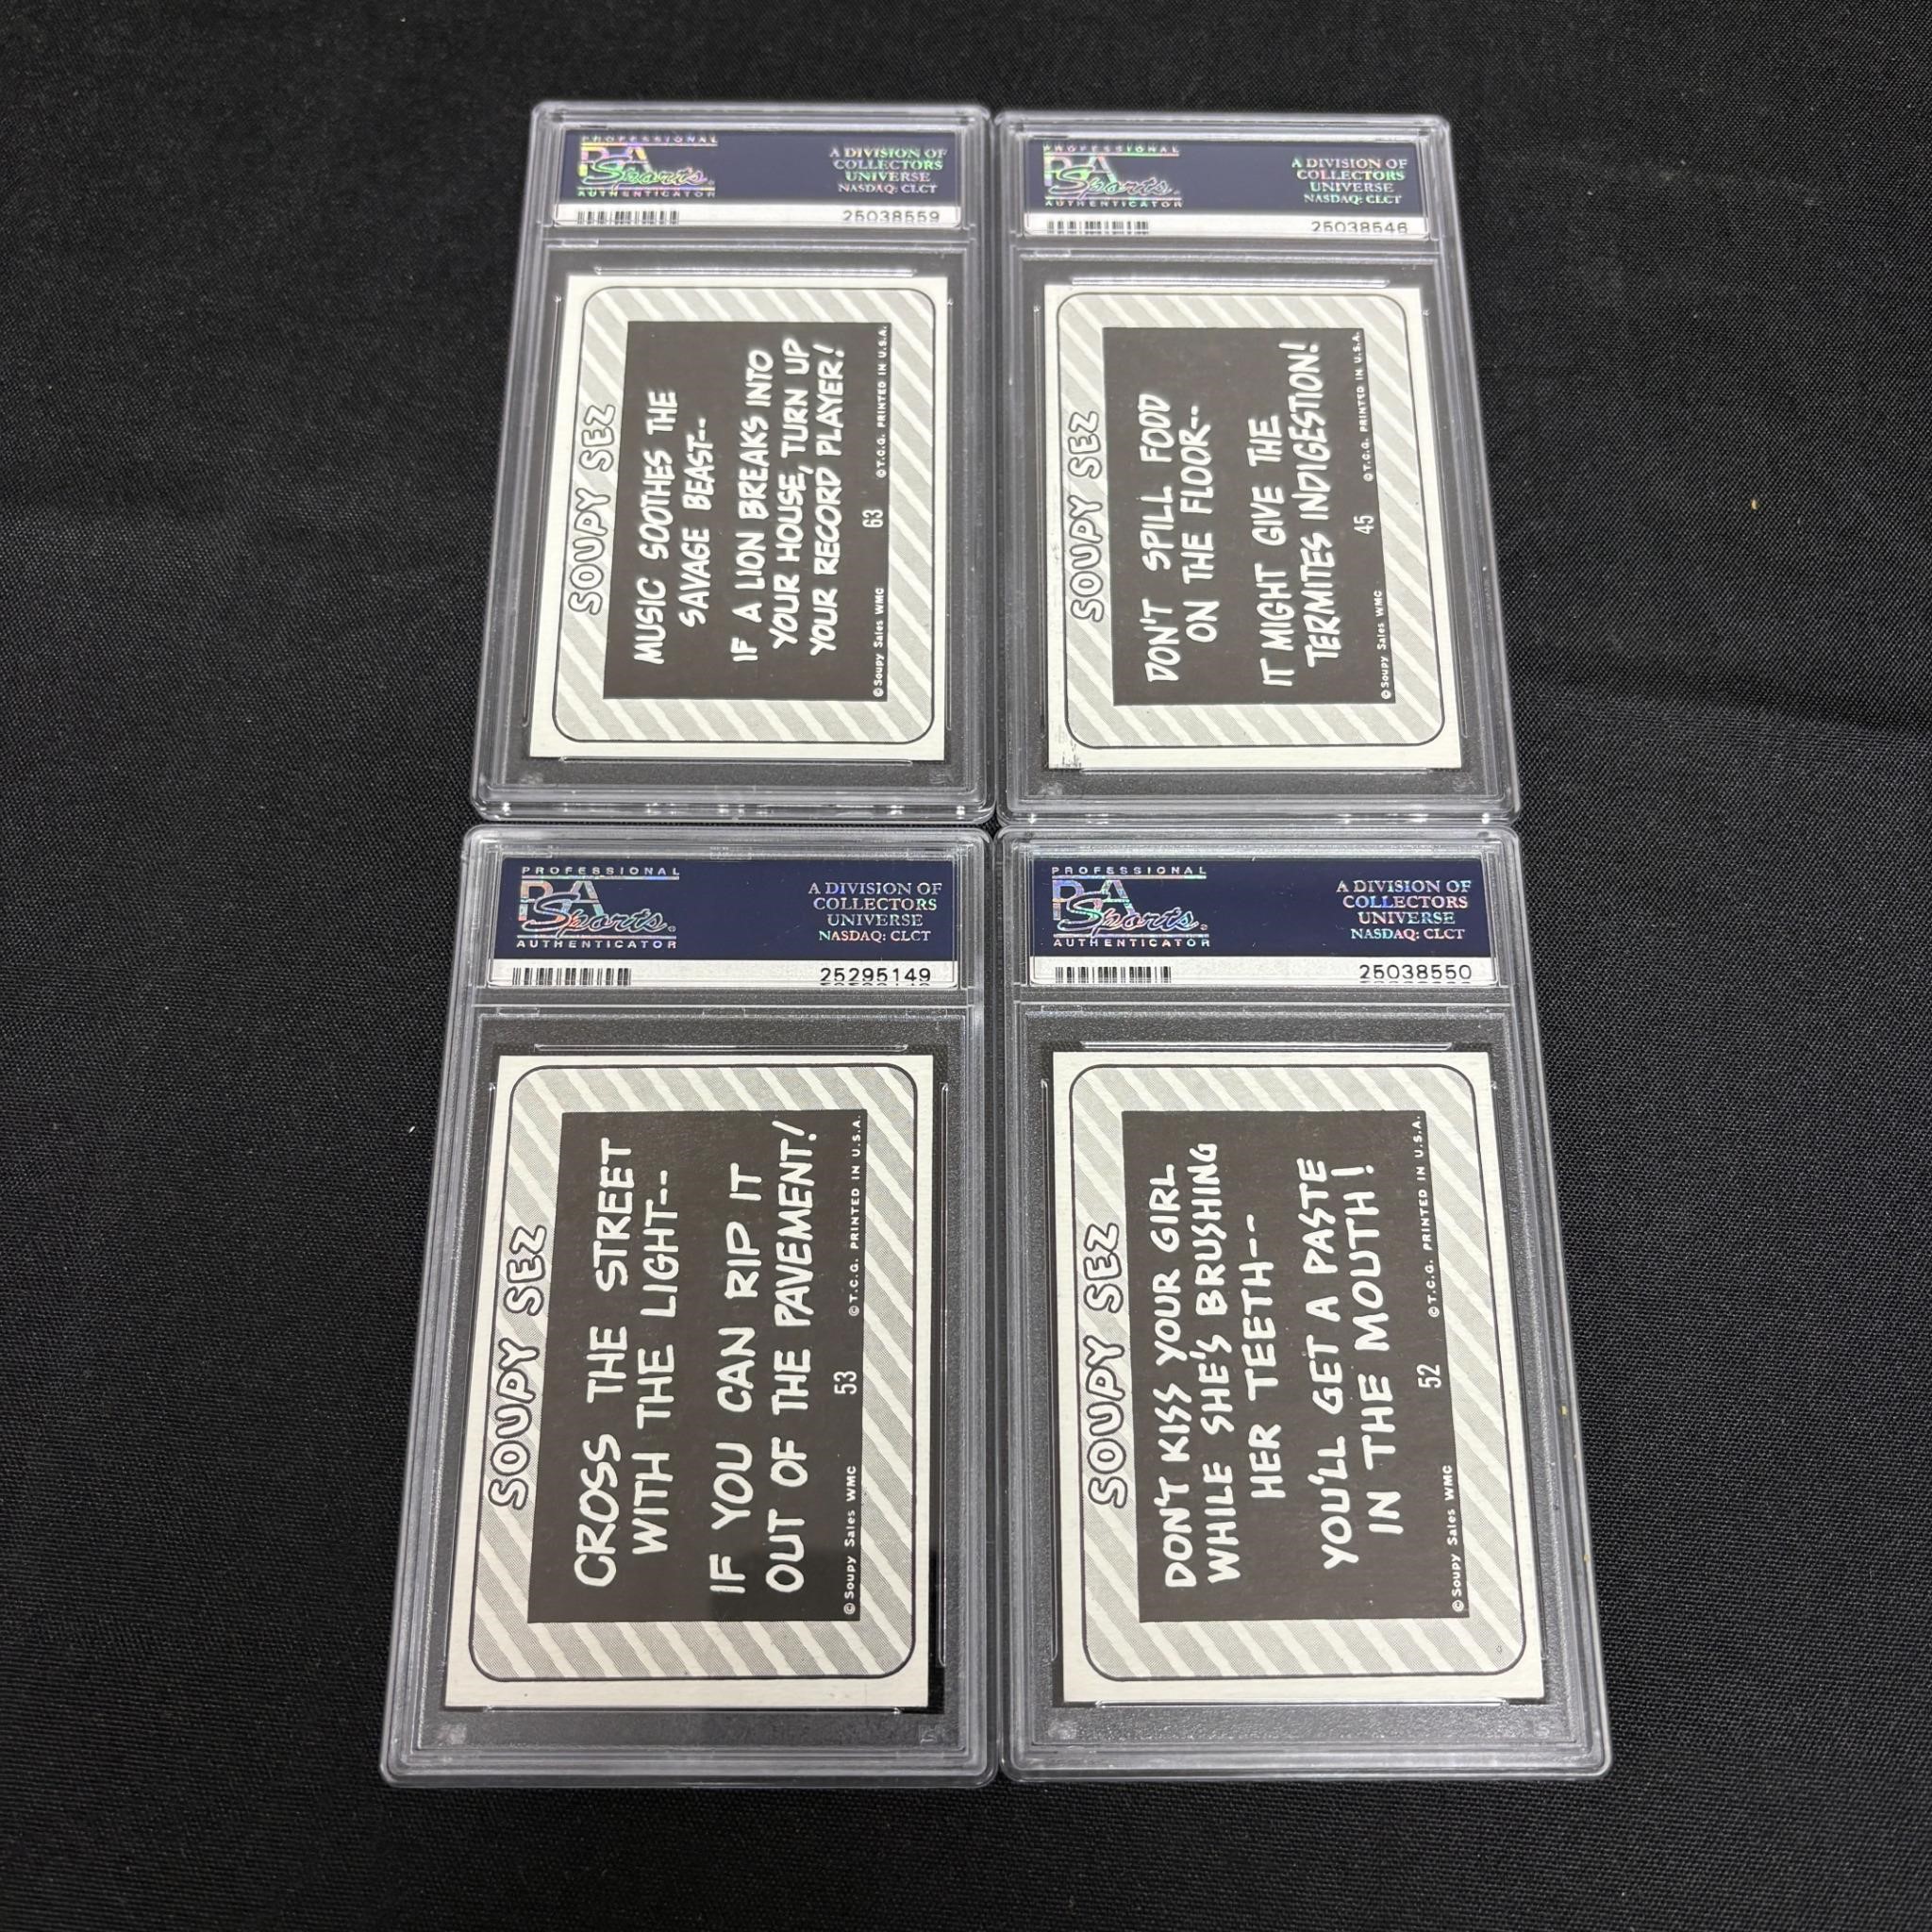 PROFESSIONAL
PSA
Sports
AUTHENTICATOR
A DIVISION OF
COLLECTORS
UNIVERSE
NASDAQ: CLCT
25038559
SOUPY SEZ
MUSIC SOOTHES THE
SAVAGE BEAST--
IF A LION BREAKS INTO
YOUR HOUSE, TURN UP
YOUR RECORD PLAYER!
© Soupy Sales WMC 63 © T.C.G. PRINTED IN U.S.A.
PROFESSIONAL
PSA
Sports
AUTHENTICATOR
A DIVISION OF
COLLECTORS
UNIVERSE
NASDAQ: CLCT
25038546
SOUPY SEZ
DON'T SPILL FOOD
ON THE FLOOR--
IT MIGHT GIVE THE
TERMITES INDIGESTION!
© Soupy Sales WMC 45 © T.C.G. PRINTED IN U.S.A.
PROFESSIONAL
PSA
Sports
AUTHENTICATOR
A DIVISION OF
COLLECTORS
UNIVERSE
NASDAQ: CLCT
25295149
SOUPY SEZ
CROSS THE STREET
WITH THE LIGHT--
IF YOU CAN RIP IT
OUT OF THE PAVEMENT!
© Soupy Sales WMC 53 © T.C.G. PRINTED IN U.S.A.
PROFESSIONAL
PSA
Sports
AUTHENTICATOR
A DIVISION OF
COLLECTORS
UNIVERSE
NASDAQ: CLCT
25038550
SOUPY SEZ
DON'T KISS YOUR GIRL
WHILE SHE'S BRUSHING
HER TEETH--
YOU'LL GET A PASTE
IN THE MOUTH!
© Soupy Sales WMC 52 © T.C.G. PRINTED IN U.S.A.